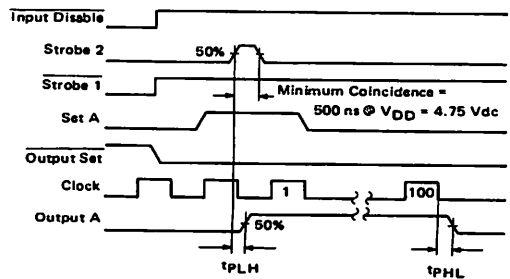 Input Disable
Strobe 2
50%
Strobe 1
Minimum Coincidence =
500 ns @ VDD = 4.75 Vdc
Set A
Output Set
Clock
1
100
Output A
50%
tPLH
tPHL